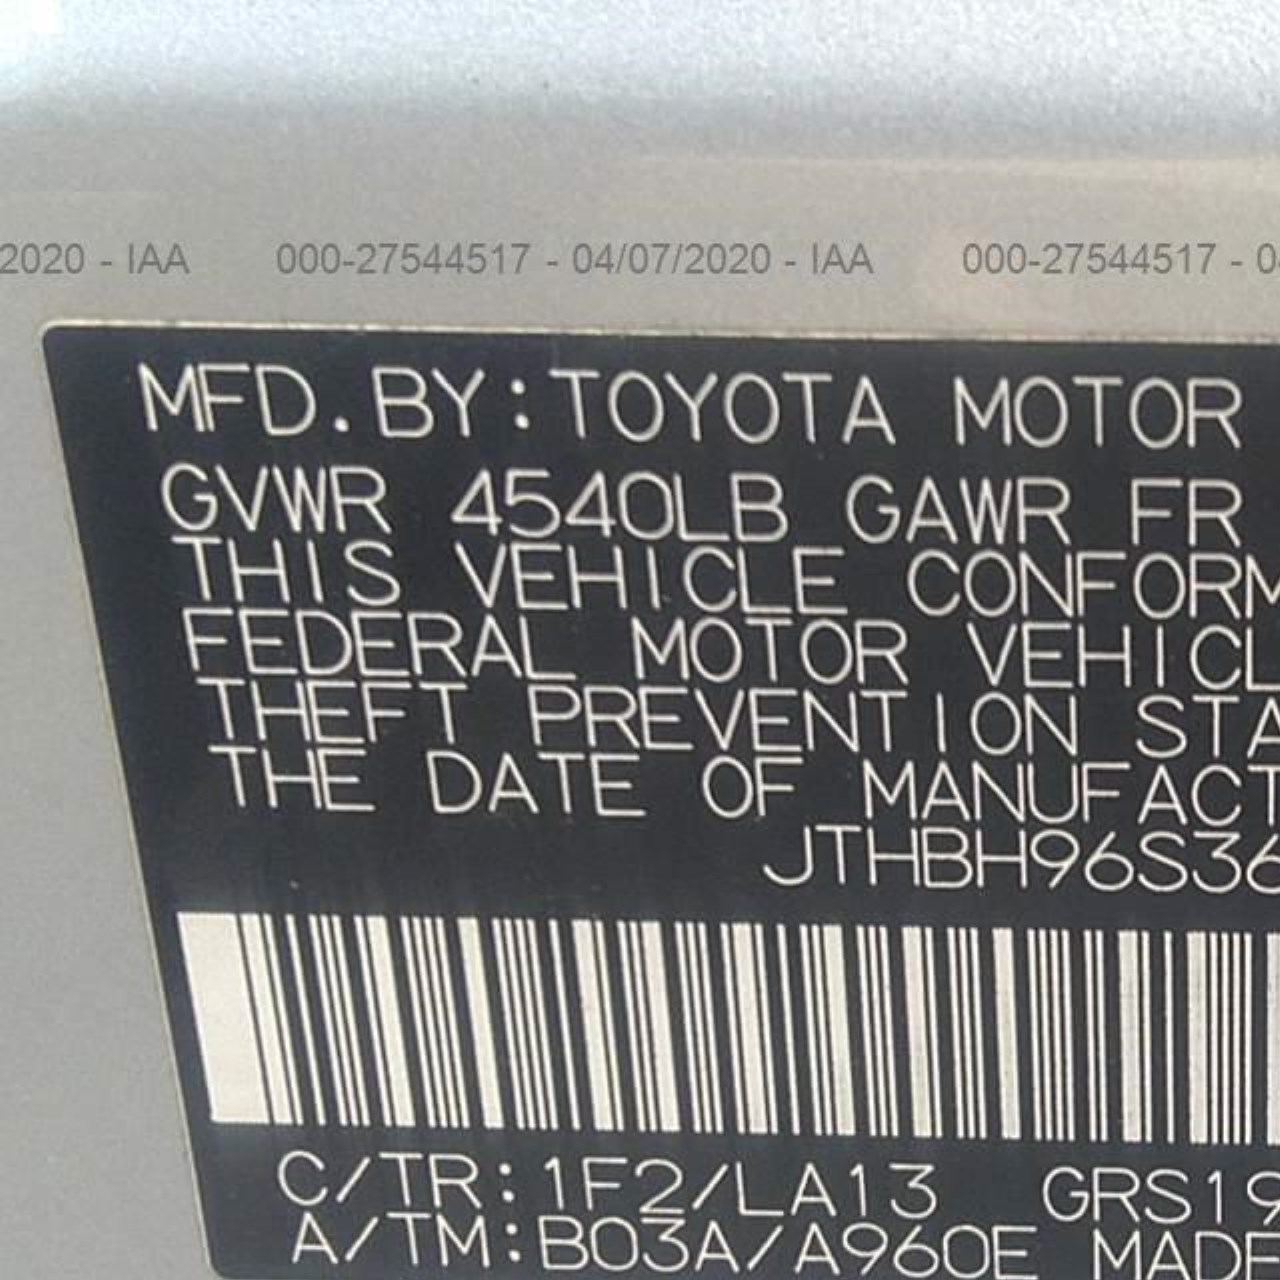 2020 - IAA 000-27544517 - 04/07/2020 - IAA 000-27544517 - 0
MFD.BY:TOYOTA MOTOR
GVWR 4540LB GAWR FR
THIS VEHICLE CONFORM
FEDERAL MOTOR VEHICL
THEFT PREVENTION STA
THE DATE OF MANUFACT
JTHBH96S36
C/TR:1F2/LA13 GRS19
A/TM:B03A/A960E MADE